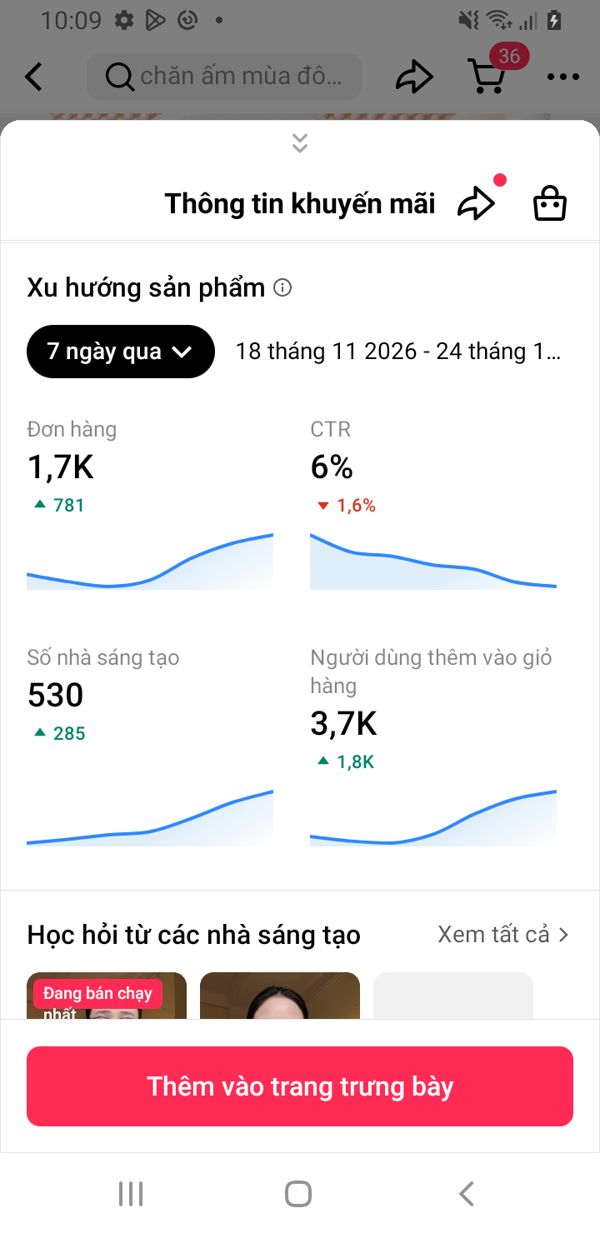 10:09
chăn ấm mùa đô...
36
Thông tin khuyến mãi
Xu hướng sản phẩm
7 ngày qua
18 tháng 11 2026 - 24 tháng 1...
Đơn hàng
1,7K
781
CTR
6%
1,6%
Số nhà sáng tạo
530
285
Người dùng thêm vào giỏ
hàng
3,7K
1,8K
Học hỏi từ các nhà sáng tạo
Xem tất cả
Đang bán chạy
nhất
Thêm vào trang trưng bày